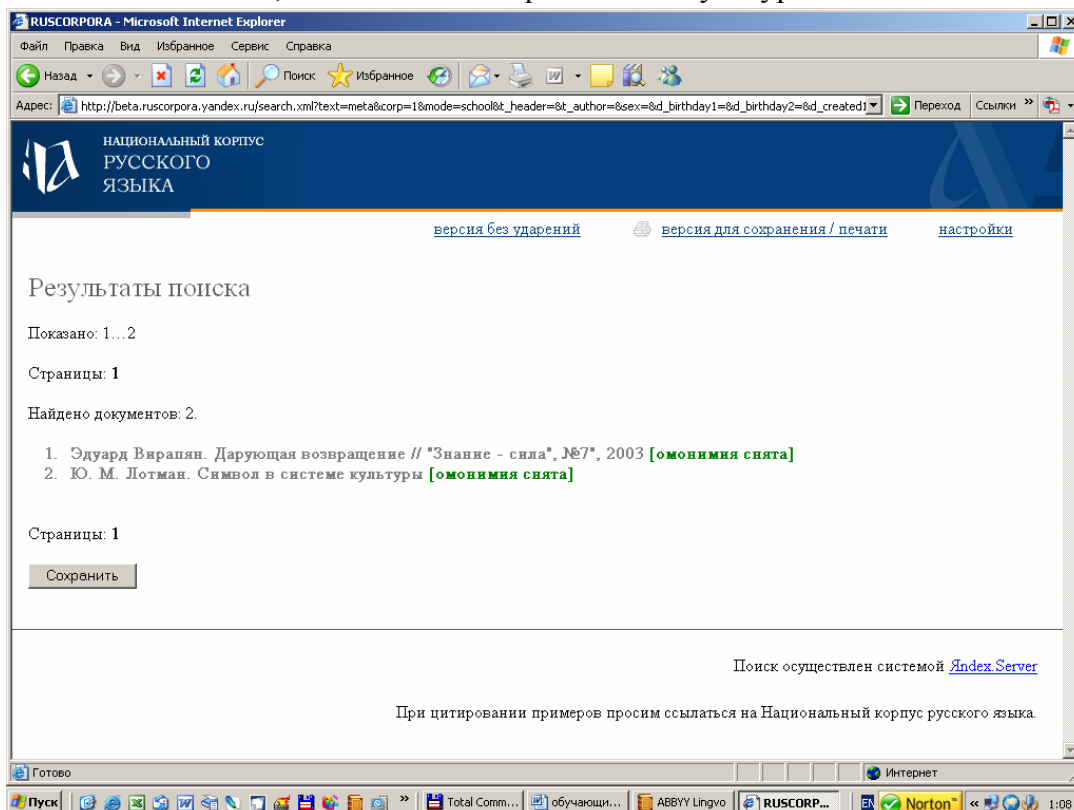 RUSCORPORA - Microsoft Internet Explorer
Файл Правка Вид Избранное Сервис Справка
Назад Поиск Избранное
Адрес: http://beta.ruscorpora.yandex.ru/search.xml?text=meta&corp=1&mode=school&t_header=&t_author=&sex=&d_birthday1=&d_birthday2=&d_created1 Переход Ссылки »
НАЦИОНАЛЬНЫЙ КОРПУС
РУССКОГО
ЯЗЫКА
версия без ударений версия для сохранения / печати настройки
Результаты поиска
Показано: 1…2
Страницы: 1
Найдено документов: 2.
1. Эдуард Вирапян. Дарующая возвращение // "Знание - сила", №7", 2003 [омонимия снята]
2. Ю. М. Лотман. Символ в системе культуры [омонимия снята]
Страницы: 1
Сохранить
Поиск осуществлен системой Яndex.Server
При цитировании примеров просим ссылаться на Национальный корпус русского языка.
Готово Интернет
Пуск » Total Comm... обучающи... ABBYY Lingvo RUSCORP... EN Norton « 1:08